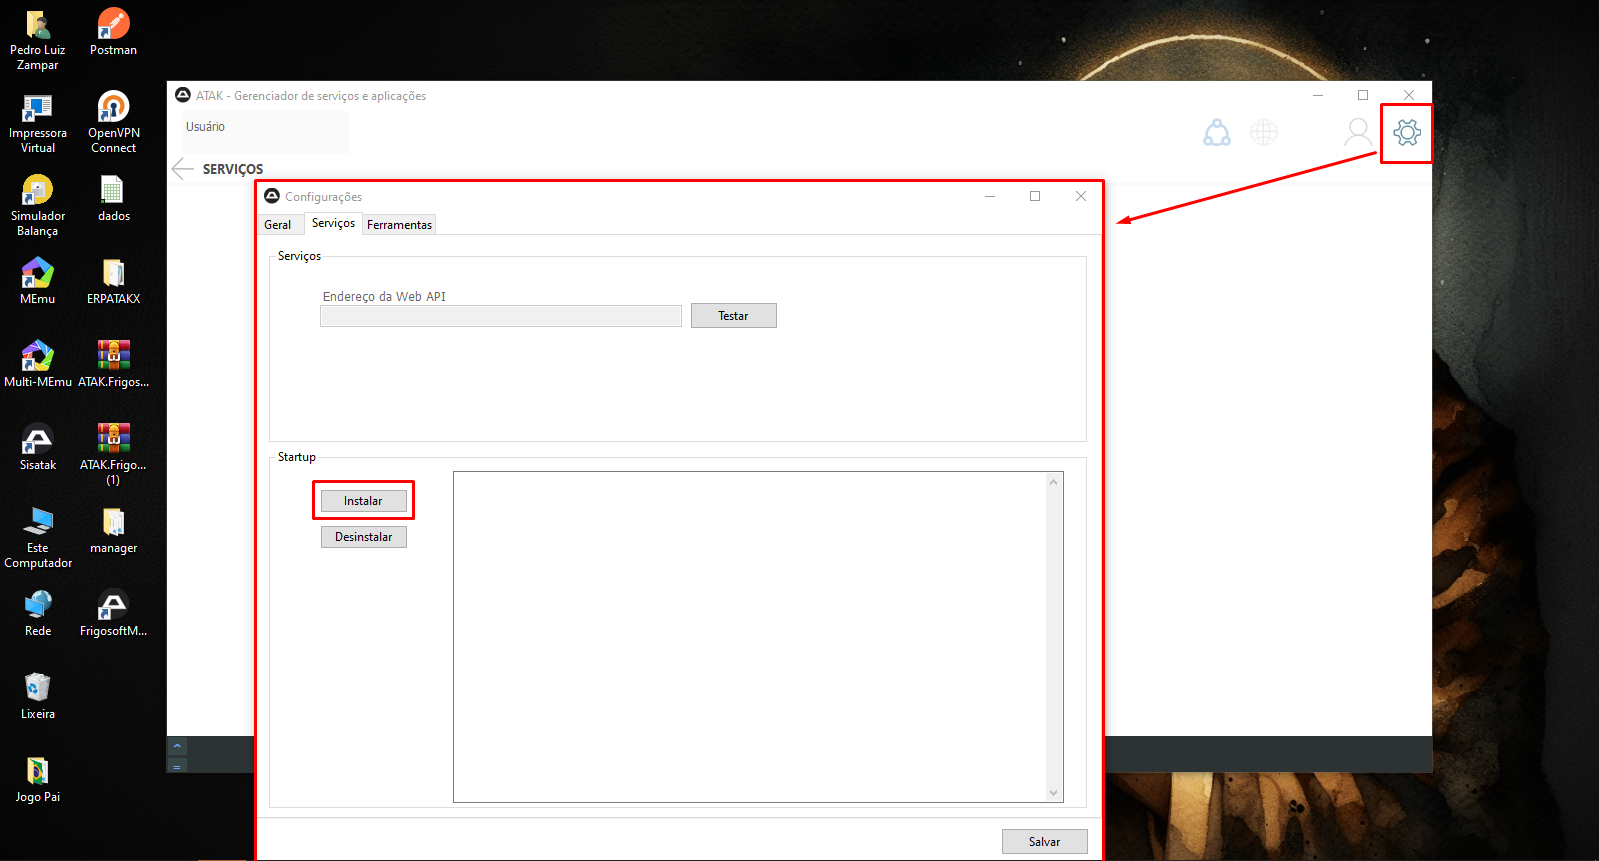 Pedro Luiz
Zampar
Postman
Impressora
Virtual
OpenVPN
Connect
Simulador
Balança
dados
MEmu
ERPATAKX
Multi-MEmu
ATAK.Frigos...
Sisatak
ATAK.Frigo...
(1)
Este
Computador
manager
Rede
FrigosoftM...
Lixeira
Jogo Pai
ATAK - Gerenciador de serviços e aplicações
Usuário
SERVIÇOS
Configurações
Geral
Serviços
Ferramentas
Serviços
Endereço da Web API
Testar
Startup
Instalar
Desinstalar
Salvar